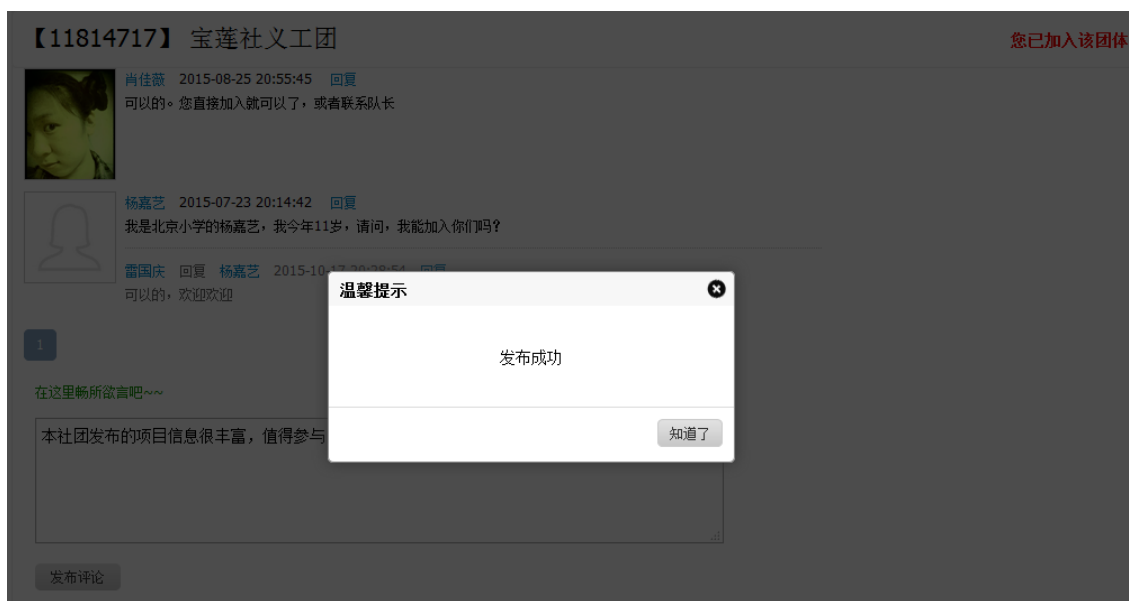 【11814717】 宝莲社义工团
您已加入该团体
肖佳薇 2015-08-25 20:55:45 回复
可以的。您直接加入就可以了，或者联系队长
杨嘉艺 2015-07-23 20:14:42 回复
我是北京小学的杨嘉艺，我今年11岁，请问，我能加入你们吗？
雷国庆 回复 杨嘉艺 2015-10-17 20:28:54 回复
可以的，欢迎欢迎
温馨提示
发布成功
知道了
1
在这里畅所欲言吧~~
本社团发布的项目信息很丰富，值得参与
发布评论